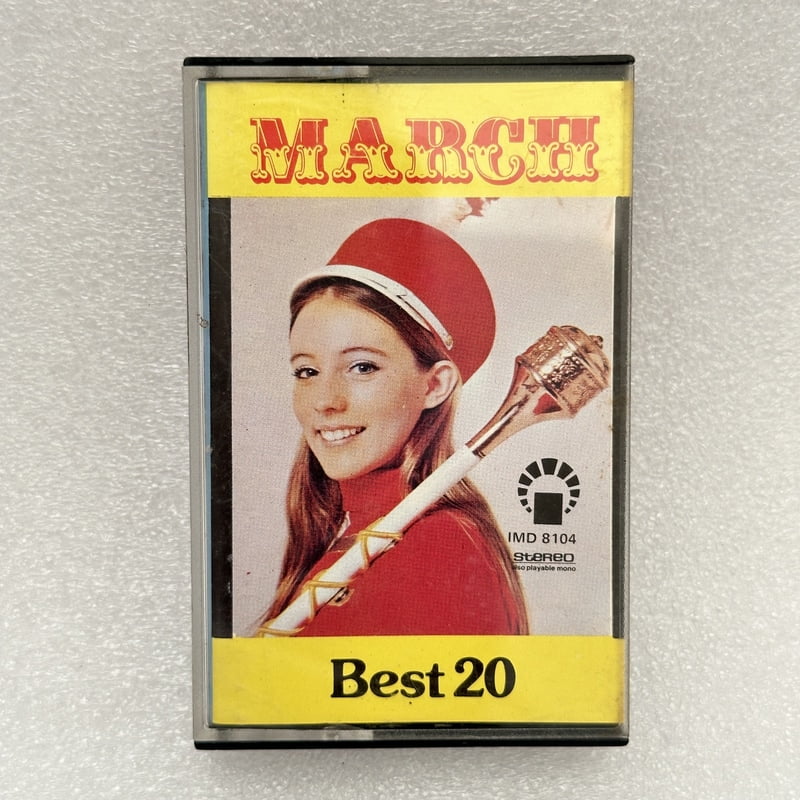 MARCH
IMD 8104
STEREO
also playable mono
Best 20